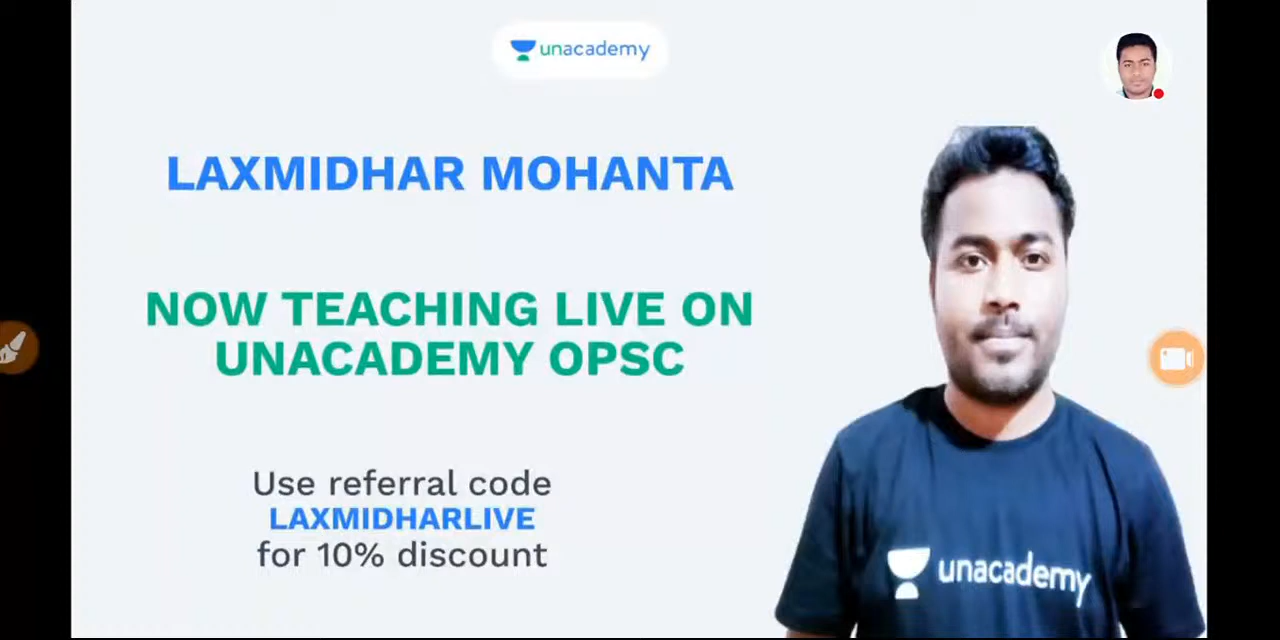 unacademy
LAXMIDHAR MOHANTA
NOW TEACHING LIVE ON
UNACADEMY OPSC
Use referral code
LAXMIDHARLIVE
for 10% discount
unacademy